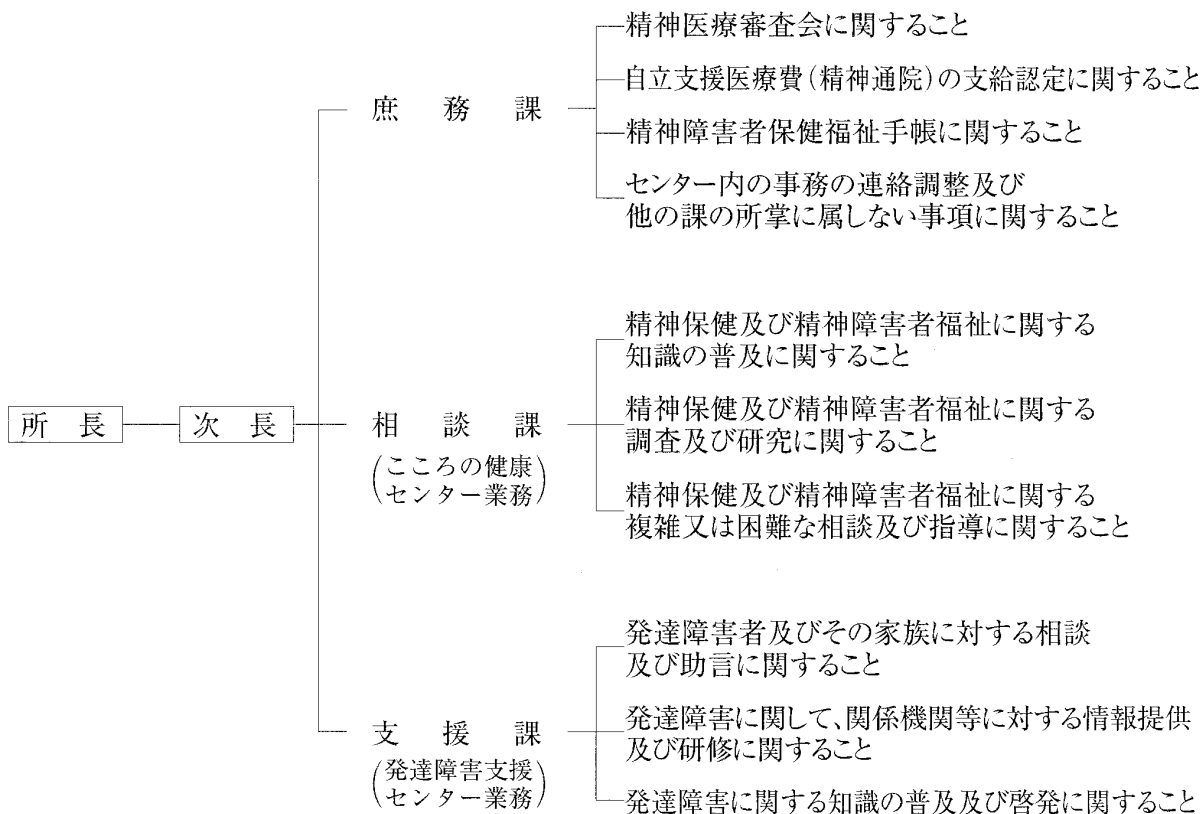 所長
次長
庶務課
精神医療審査会に関すること
自立支援医療費(精神通院)の支給認定に関すること
精神障害者保健福祉手帳に関すること
センター内の事務の連絡調整及び
他の課の所掌に属しない事項に関すること
相談課
(こころの健康
センター業務)
精神保健及び精神障害者福祉に関する
知識の普及に関すること
精神保健及び精神障害者福祉に関する
調査及び研究に関すること
精神保健及び精神障害者福祉に関する
複雑又は困難な相談及び指導に関すること
支援課
(発達障害支援
センター業務)
発達障害者及びその家族に対する相談
及び助言に関すること
発達障害に関して、関係機関等に対する情報提供
及び研修に関すること
発達障害に関する知識の普及及び啓発に関すること